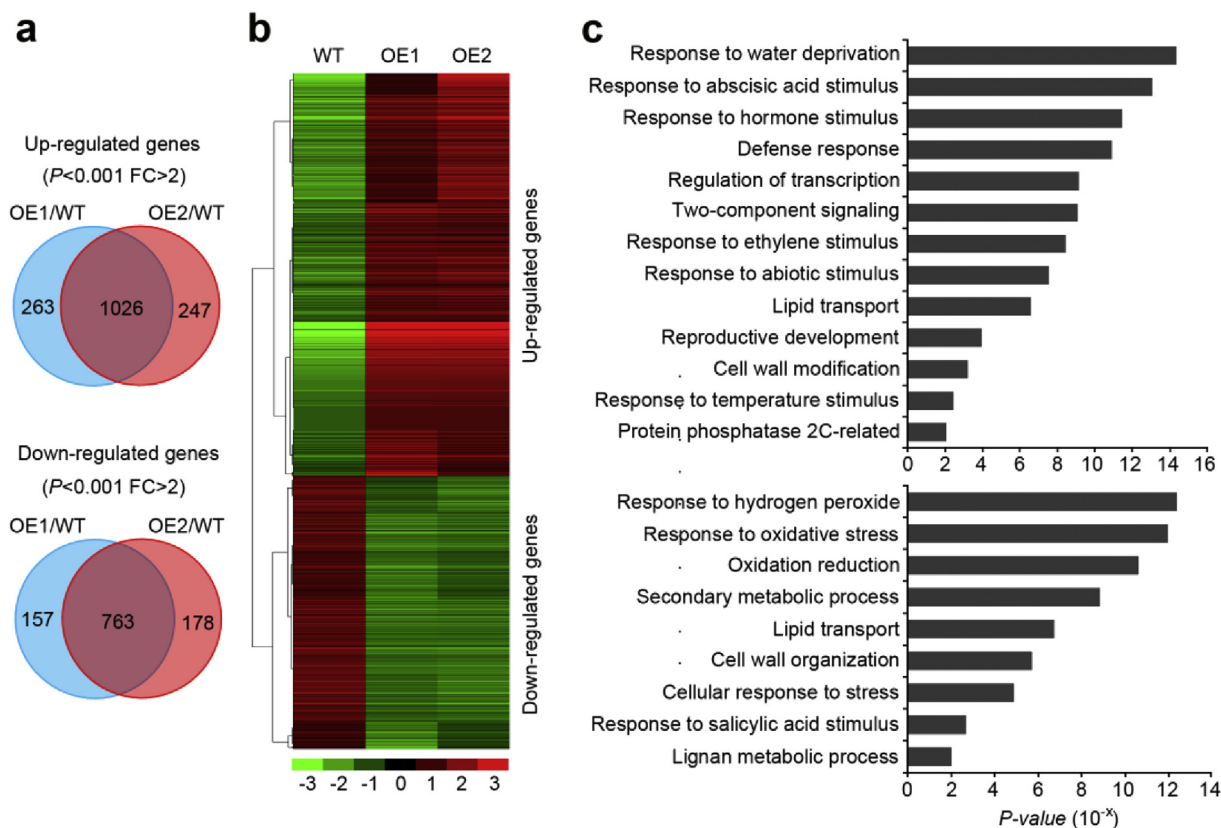 a
Up-regulated genes
(P<0.001 FC>2)
OE1/WT OE2/WT
263 1026 247
Down-regulated genes
(P<0.001 FC>2)
OE1/WT OE2/WT
157 763 178
b
WT OE1 OE2
Up-regulated genes
Down-regulated genes
-3 -2 -1 0 1 2 3
c
Response to water deprivation
Response to abscisic acid stimulus
Response to hormone stimulus
Defense response
Regulation of transcription
Two-component signaling
Response to ethylene stimulus
Response to abiotic stimulus
Lipid transport
Reproductive development
Cell wall modification
Response to temperature stimulus
Protein phosphatase 2C-related
0 2 4 6 8 10 12 14 16
Response to hydrogen peroxide
Response to oxidative stress
Oxidation reduction
Secondary metabolic process
Lipid transport
Cell wall organization
Cellular response to stress
Response to salicylic acid stimulus
Lignan metabolic process
0 2 4 6 8 10 12 14
P-value (10⁻ˣ)